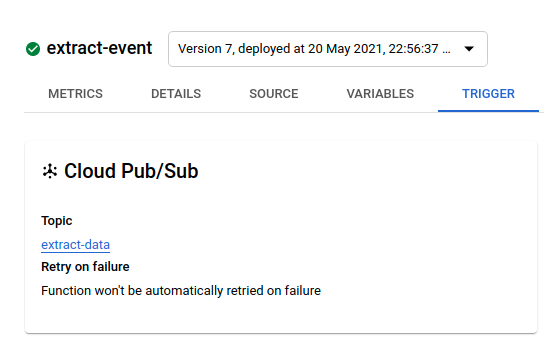 extract-event
Version 7, deployed at 20 May 2021, 22:56:37 ...
METRICS DETAILS SOURCE VARIABLES TRIGGER
Cloud Pub/Sub
Topic
extract-data
Retry on failure
Function won't be automatically retried on failure